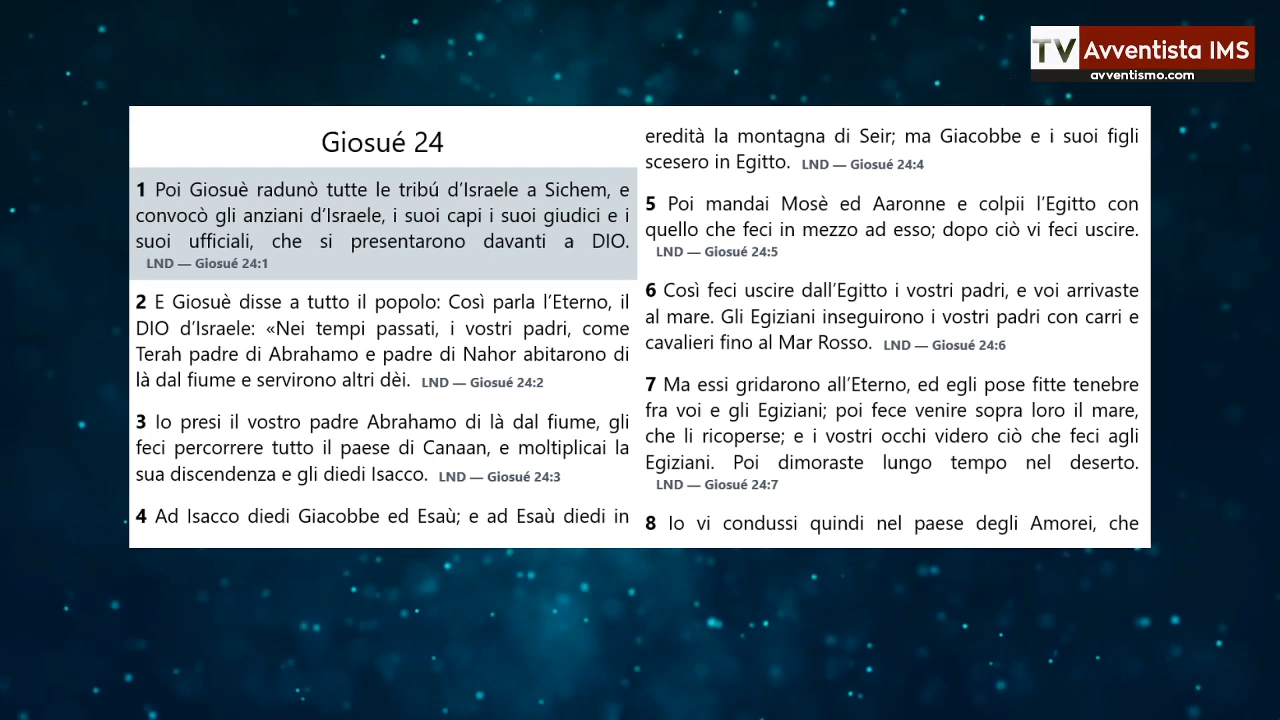 TV Avventista IMS
avventismo.com
Giosué 24
1 Poi Giosuè radunò tutte le tribú d’Israele a Sichem, e
convocò gli anziani d’Israele, i suoi capi i suoi giudici e i
suoi ufficiali, che si presentarono davanti a DIO.
LND — Giosué 24:1
2 E Giosuè disse a tutto il popolo: Così parla l’Eterno, il
DIO d’Israele: «Nei tempi passati, i vostri padri, come
Terah padre di Abrahamo e padre di Nahor abitarono di
là dal fiume e servirono altri dèi. LND — Giosué 24:2
3 Io presi il vostro padre Abrahamo di là dal fiume, gli
feci percorrere tutto il paese di Canaan, e moltiplicai la
sua discendenza e gli diedi Isacco. LND — Giosué 24:3
4 Ad Isacco diedi Giacobbe ed Esaù; e ad Esaù diedi in
eredità la montagna di Seir; ma Giacobbe e i suoi figli
scesero in Egitto. LND — Giosué 24:4
5 Poi mandai Mosè ed Aaronne e colpii l’Egitto con
quello che feci in mezzo ad esso; dopo ciò vi feci uscire.
LND — Giosué 24:5
6 Così feci uscire dall’Egitto i vostri padri, e voi arrivaste
al mare. Gli Egiziani inseguirono i vostri padri con carri e
cavalieri fino al Mar Rosso. LND — Giosué 24:6
7 Ma essi gridarono all’Eterno, ed egli pose fitte tenebre
fra voi e gli Egiziani; poi fece venire sopra loro il mare,
che li ricoperse; e i vostri occhi videro ciò che feci agli
Egiziani. Poi dimoraste lungo tempo nel deserto.
LND — Giosué 24:7
8 Io vi condussi quindi nel paese degli Amorei, che